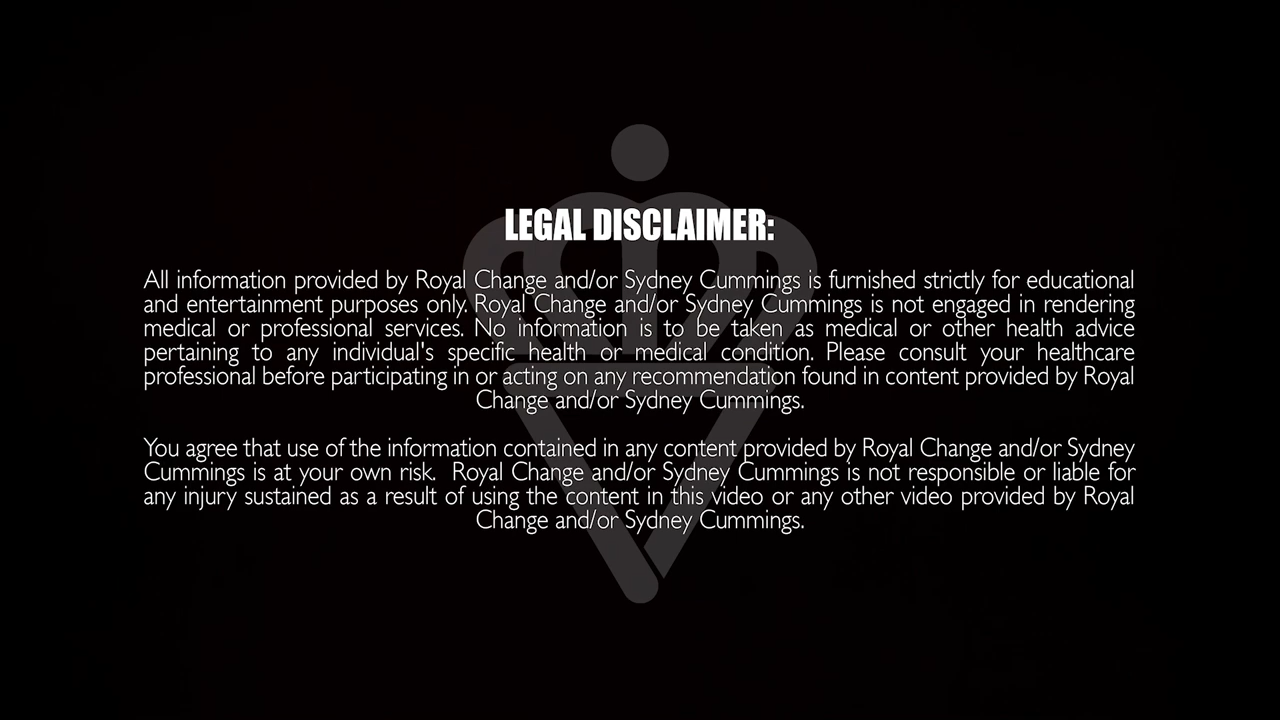 LEGAL DISCLAIMER:
All information provided by Royal Change and/or Sydney Cummings is furnished strictly for educational
and entertainment purposes only. Royal Change and/or Sydney Cummings is not engaged in rendering
medical or professional services. No information is to be taken as medical or other health advice
pertaining to any individual's specific health or medical condition. Please consult your healthcare
professional before participating in or acting on any recommendation found in content provided by Royal
Change and/or Sydney Cummings.
You agree that use of the information contained in any content provided by Royal Change and/or Sydney
Cummings is at your own risk.  Royal Change and/or Sydney Cummings is not responsible or liable for
any injury sustained as a result of using the content in this video or any other video provided by Royal
Change and/or Sydney Cummings.